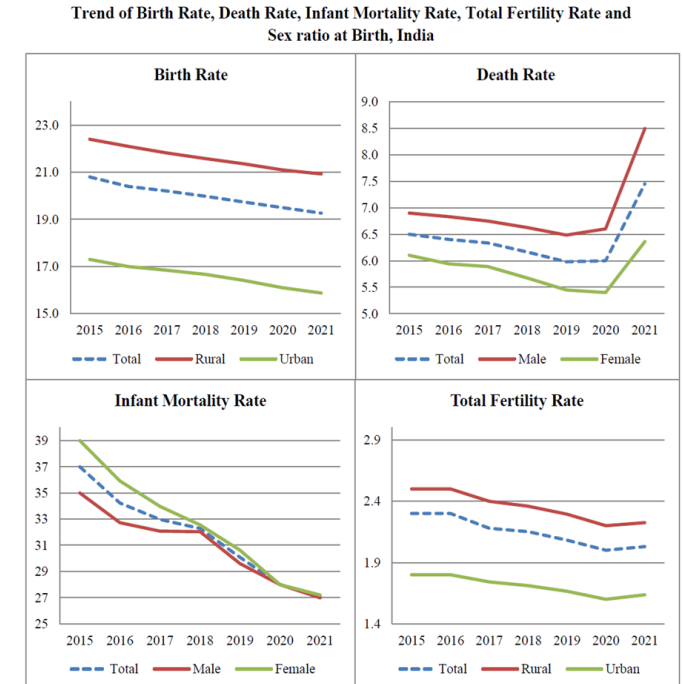 Trend of Birth Rate, Death Rate, Infant Mortality Rate, Total Fertility Rate and
Sex ratio at Birth, India
Birth Rate
23.0
21.0
19.0
17.0
15.0
2015 2016 2017 2018 2019 2020 2021
Total Rural Urban
Death Rate
9.0
8.5
8.0
7.5
7.0
6.5
6.0
5.5
5.0
2015 2016 2017 2018 2019 2020 2021
Total Male Female
Infant Mortality Rate
39
37
35
33
31
29
27
25
2015 2016 2017 2018 2019 2020 2021
Total Male Female
Total Fertility Rate
2.9
2.4
1.9
1.4
2015 2016 2017 2018 2019 2020 2021
Total Rural Urban